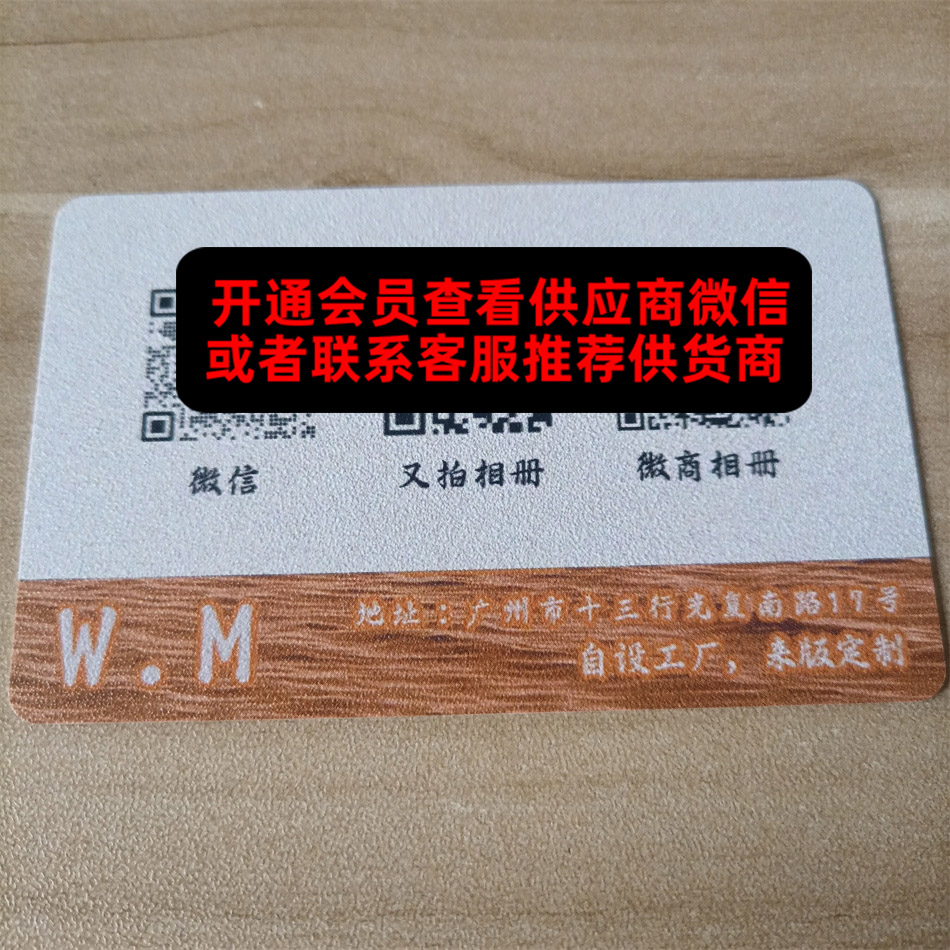 开通会员查看供应商微信
或者联系客服推荐供货商
微信
又拍相册
微商相册
W.M
地址：广州市十三行光复南路17号
自设工厂，来版定制